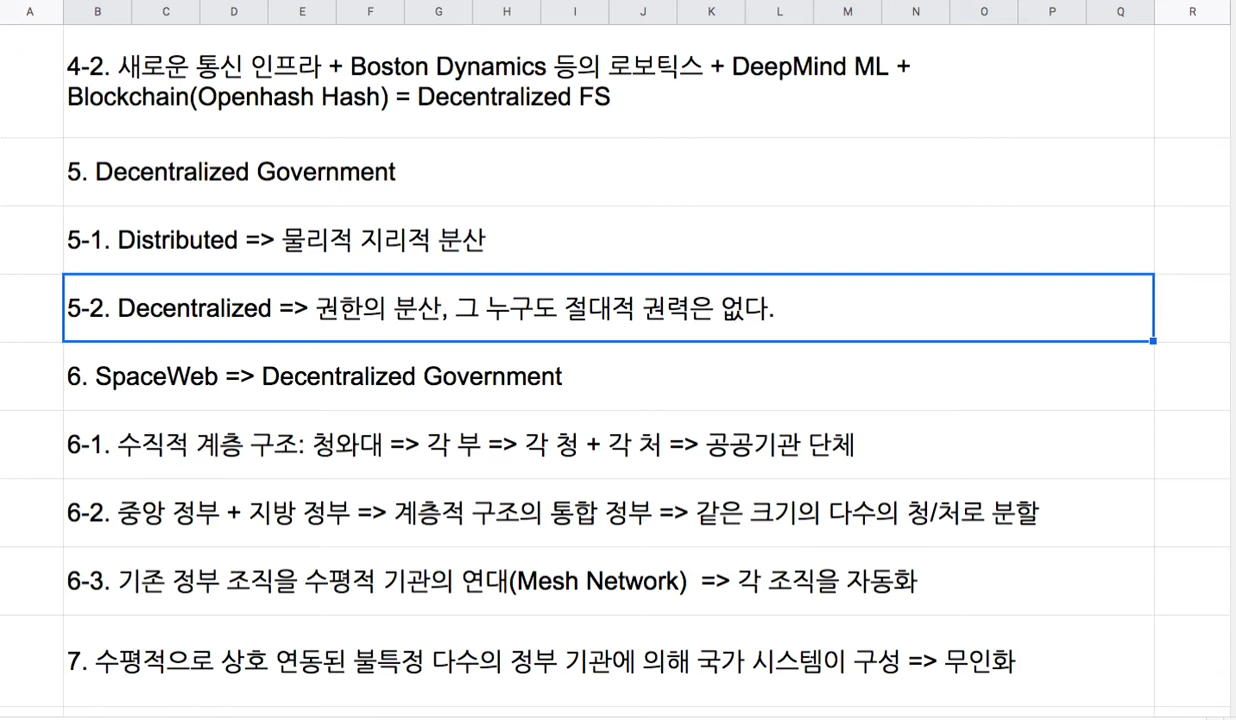 A B C D E F G H I J K L M N O P Q R
4-2. 새로운 통신 인프라 + Boston Dynamics 등의 로보틱스 + DeepMind ML +
Blockchain(Openhash Hash) = Decentralized FS
5. Decentralized Government
5-1. Distributed => 물리적 지리적 분산
5-2. Decentralized => 권한의 분산, 그 누구도 절대적 권력은 없다.
6. SpaceWeb => Decentralized Government
6-1. 수직적 계층 구조: 청와대 => 각 부 => 각 청 + 각 처 => 공공기관 단체
6-2. 중앙 정부 + 지방 정부 => 계층적 구조의 통합 정부 => 같은 크기의 다수의 청/처로 분할
6-3. 기존 정부 조직을 수평적 기관의 연대(Mesh Network)  => 각 조직을 자동화
7. 수평적으로 상호 연동된 불특정 다수의 정부 기관에 의해 국가 시스템이 구성 => 무인화